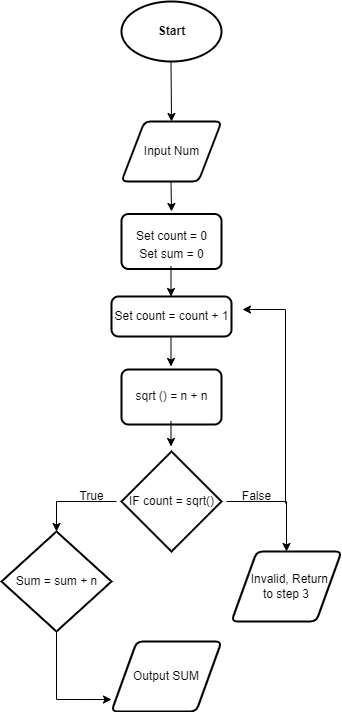 Start
Input Num
Set count = 0
Set sum = 0
Set count = count + 1
sqrt () = n + n
IF count = sqrt()
True
False
Sum = sum + n
Invalid, Return
to step 3
Output SUM